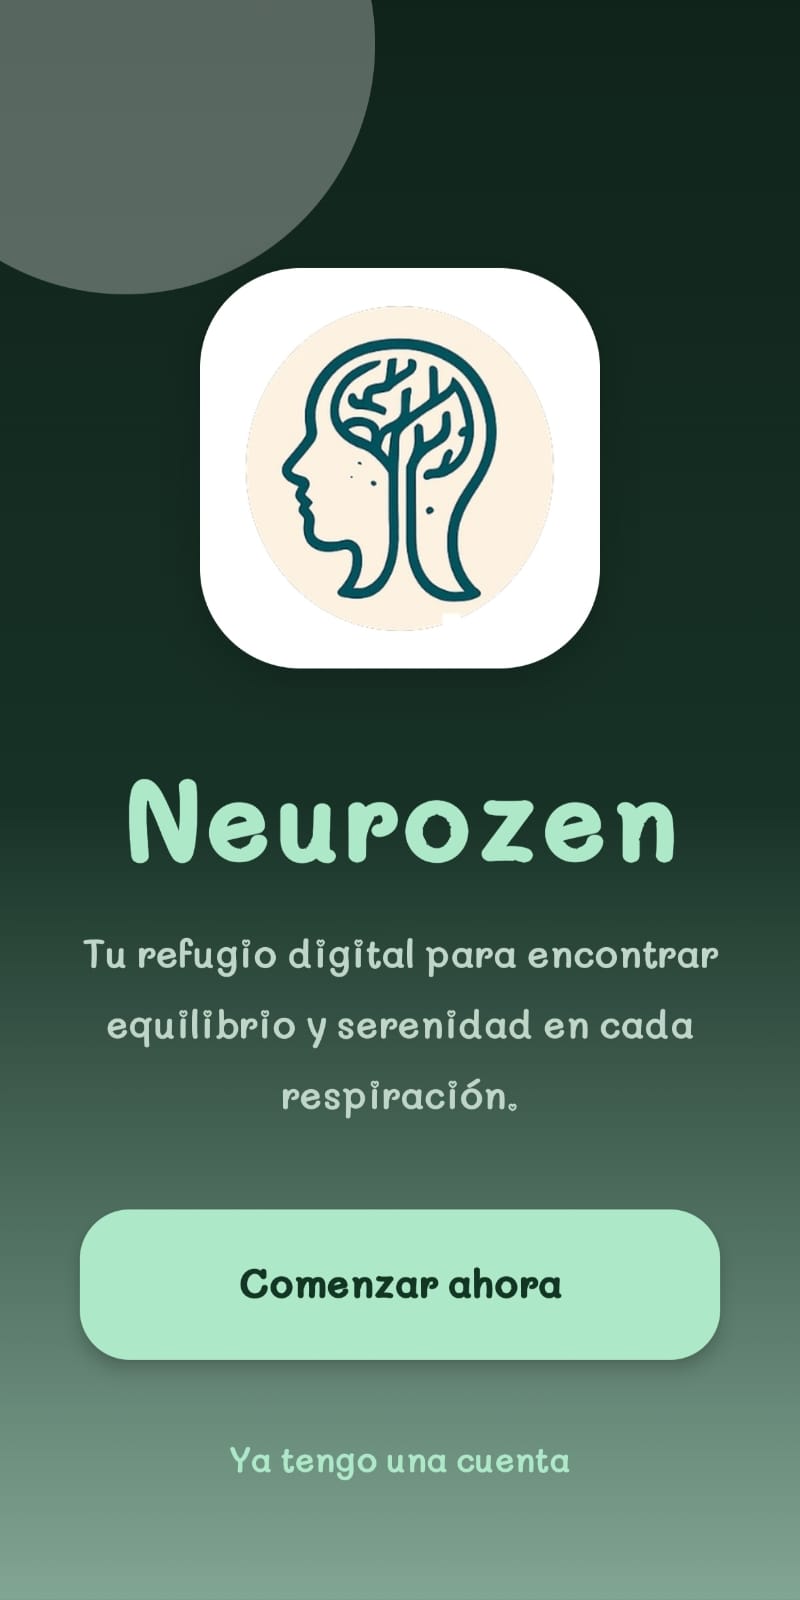 Neurozen
Tu refugio digital para encontrar
equilibrio y serenidad en cada
respiración.
Comenzar ahora
Ya tengo una cuenta